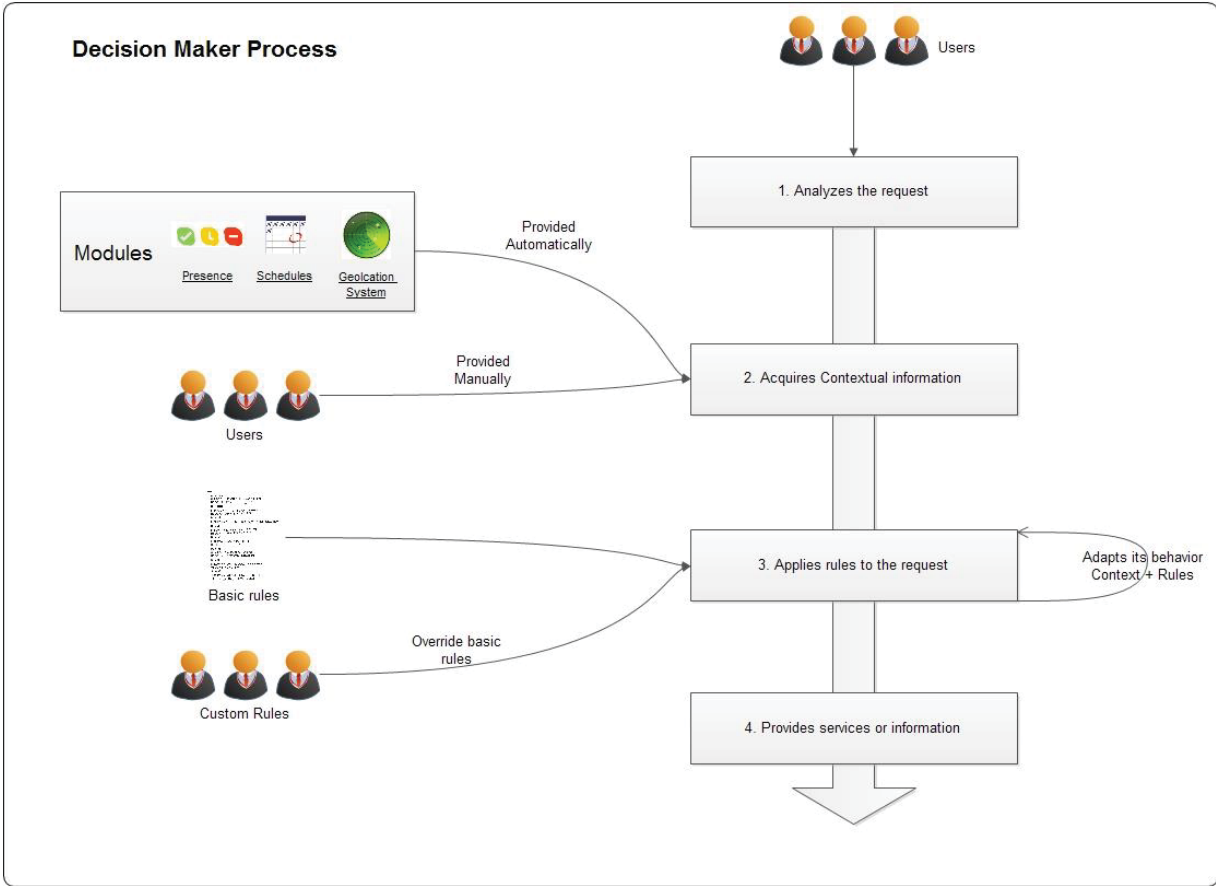 Decision Maker Process
Users
1. Analyzes the request
Modules
Presence
Schedules
Geolcation
System
Provided
Automatically
2. Acquires Contextual information
Provided
Manually
Users
Basic rules
3. Applies rules to the request
Adapts its behavior
Context + Rules
Override basic
rules
Custom Rules
4. Provides services or information